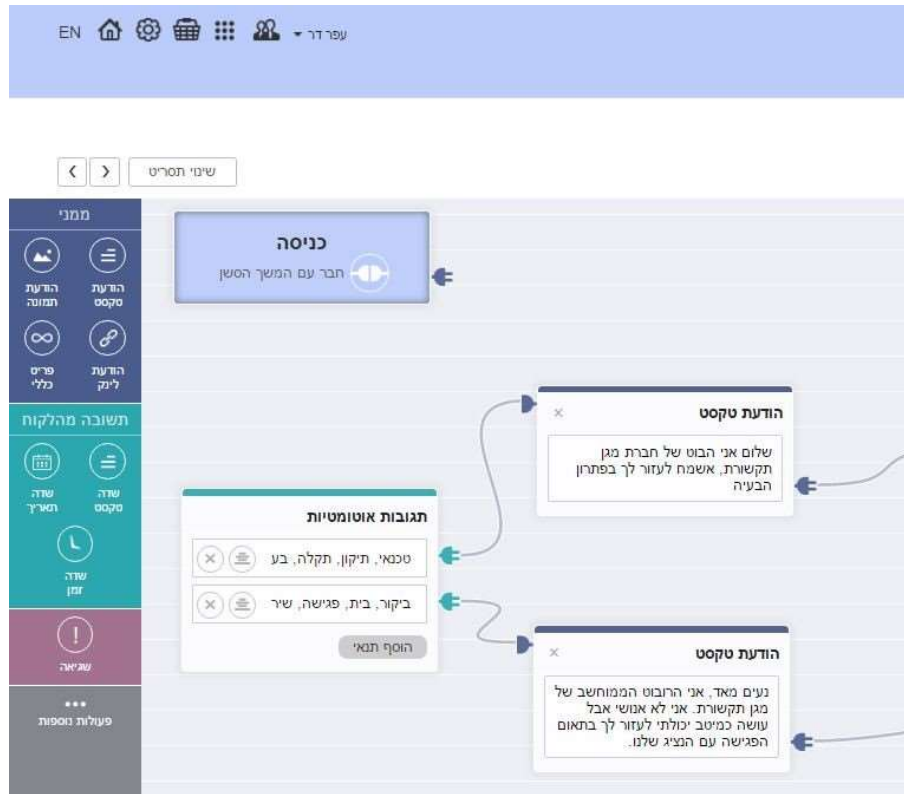 EN
עפר דר
שינוי תסריט
ממני
הודעת
טקסט
הודעת
תמונה
הודעת
לינק
פריט
כללי
תשובה מהלקוח
שדה
טקסט
שדה
תאריך
שדה
זמן
שגיאה
פעולות נוספות
כניסה
חבר עם המשך הסשן
הודעת טקסט
שלום אני הבוט של חברת מגן
תקשורת, אשמח לעזור לך בפתרון
הבעיה
תגובות אוטומטיות
טכנאי, תיקון, תקלה, בע
ביקור, בית, פגישה, שיר
הוסף תנאי
הודעת טקסט
נעים מאד, אני הרובוט הממוחשב של
מגן תקשורת. אני לא אנושי אבל
עושה כמיטב יכולתי לעזור לך בתאום
הפגישה עם הנציג שלנו.